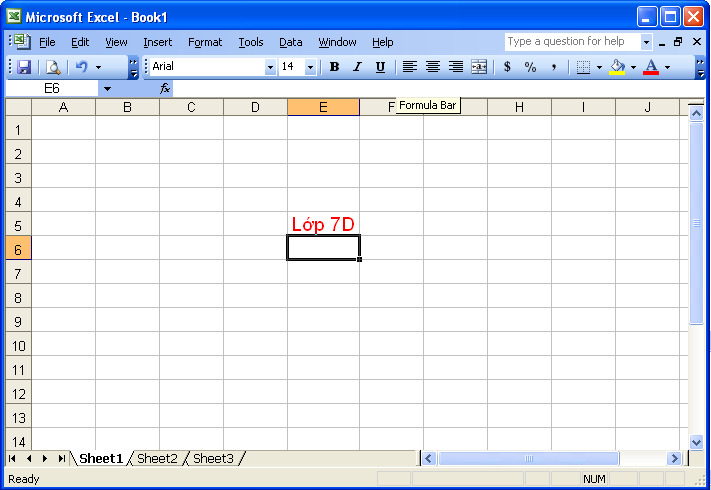 Microsoft Excel - Book1
File Edit View Insert Format Tools Data Window Help Type a question for help
Arial 14 B I U $ % , A
E6 fx
Formula Bar
A B C D E F H I J
1
2
3
4
5 Lớp 7D
6
7
8
9
10
11
12
13
14
Sheet1 Sheet2 Sheet3
Ready NUM